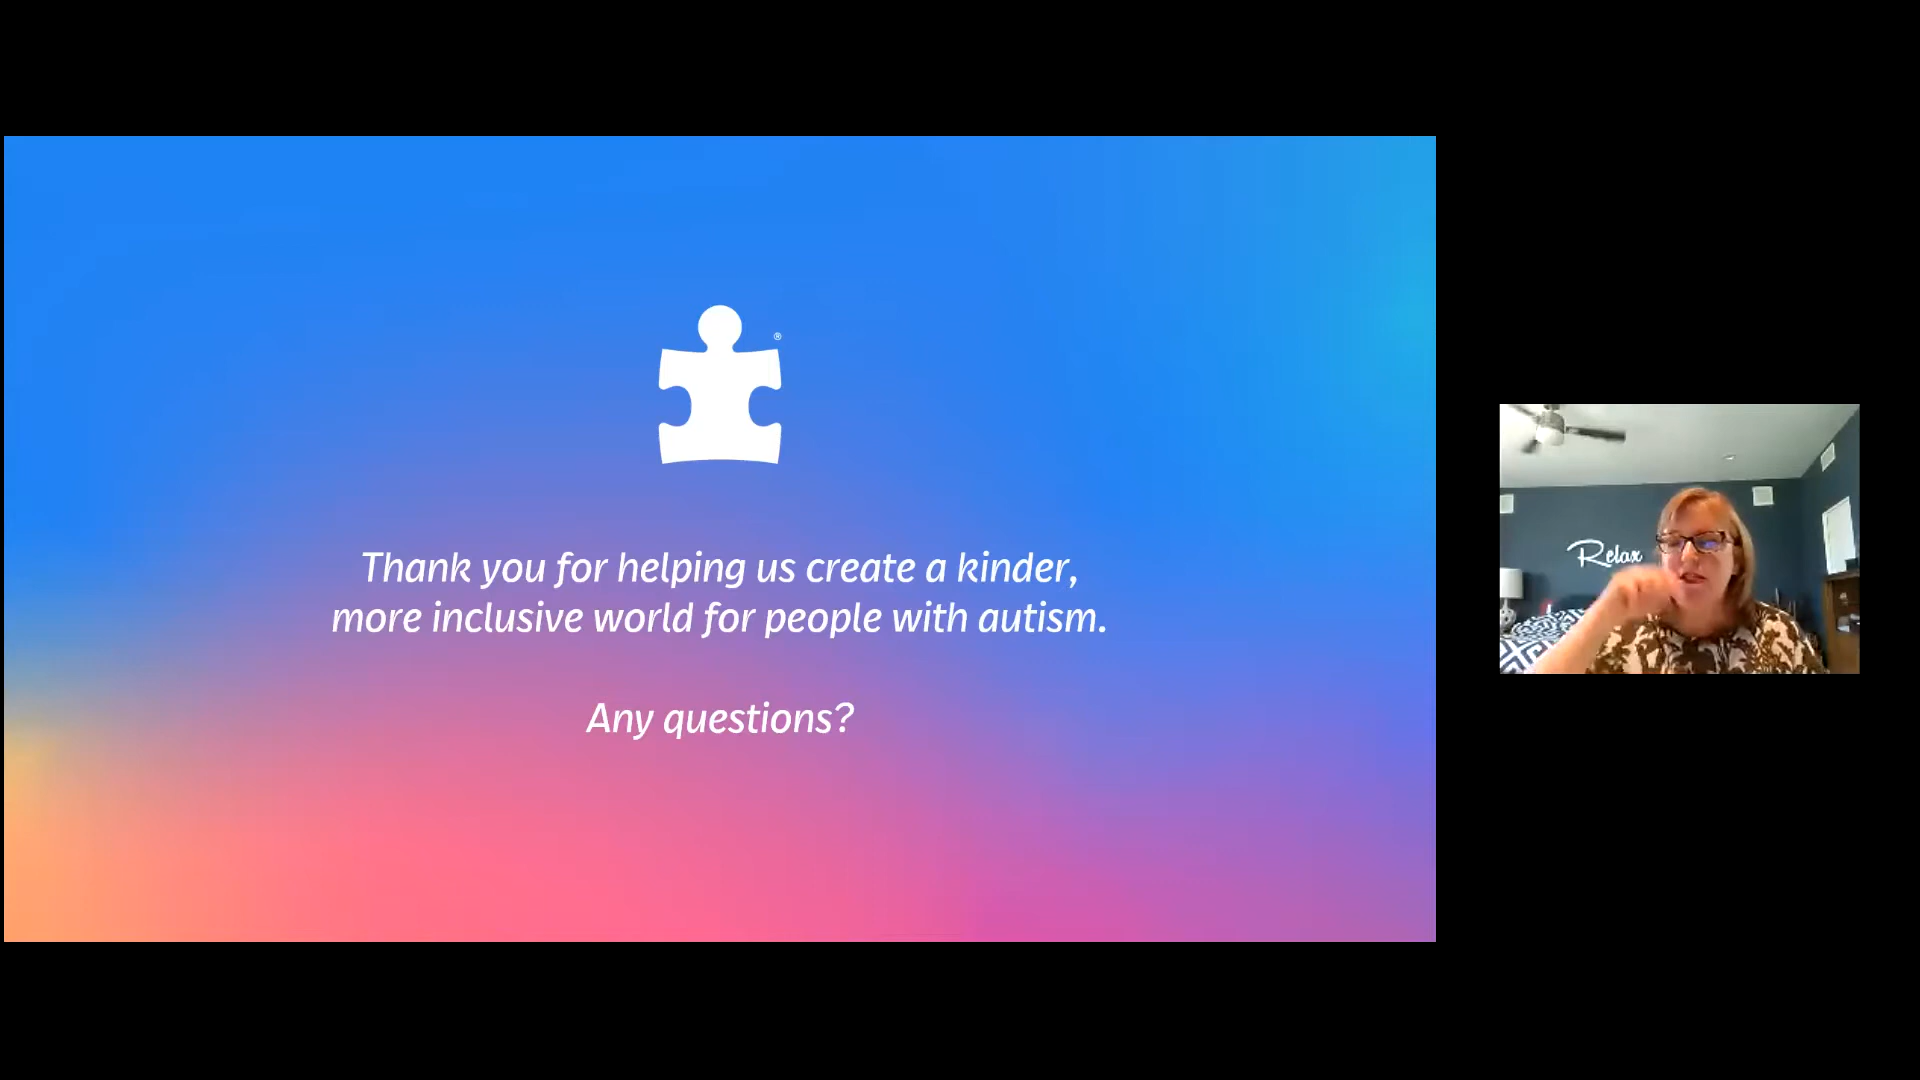 ®
Thank you for helping us create a kinder,
more inclusive world for people with autism.
Any questions?
Relax